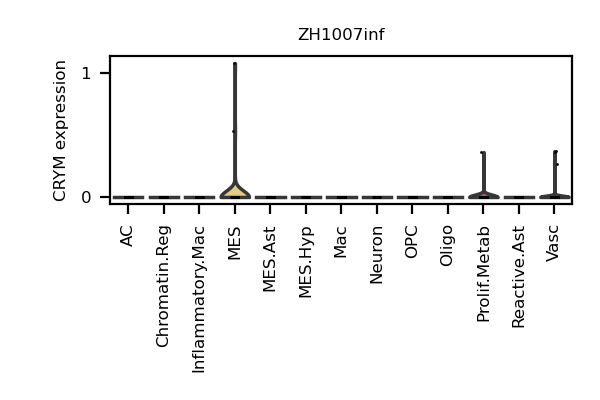 ZH1007inf
CRYM expression
1
0
AC
Chromatin.Reg
Inflammatory.Mac
MES
MES.Ast
MES.Hyp
Mac
Neuron
OPC
Oligo
Prolif.Metab
Reactive.Ast
Vasc